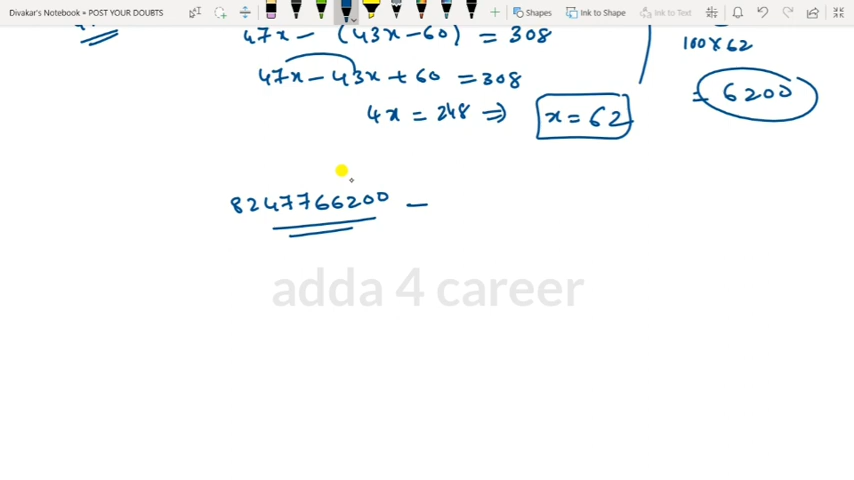 Divakar's Notebook » POST YOUR DOUBTS
Shapes
Ink to Shape
Ink to Text
47x - (43x-60) = 308
47x - 43x + 60 = 308
4x = 248 ⇒ x = 62
100 x 62
= 6200
8247766200 -
adda 4 career